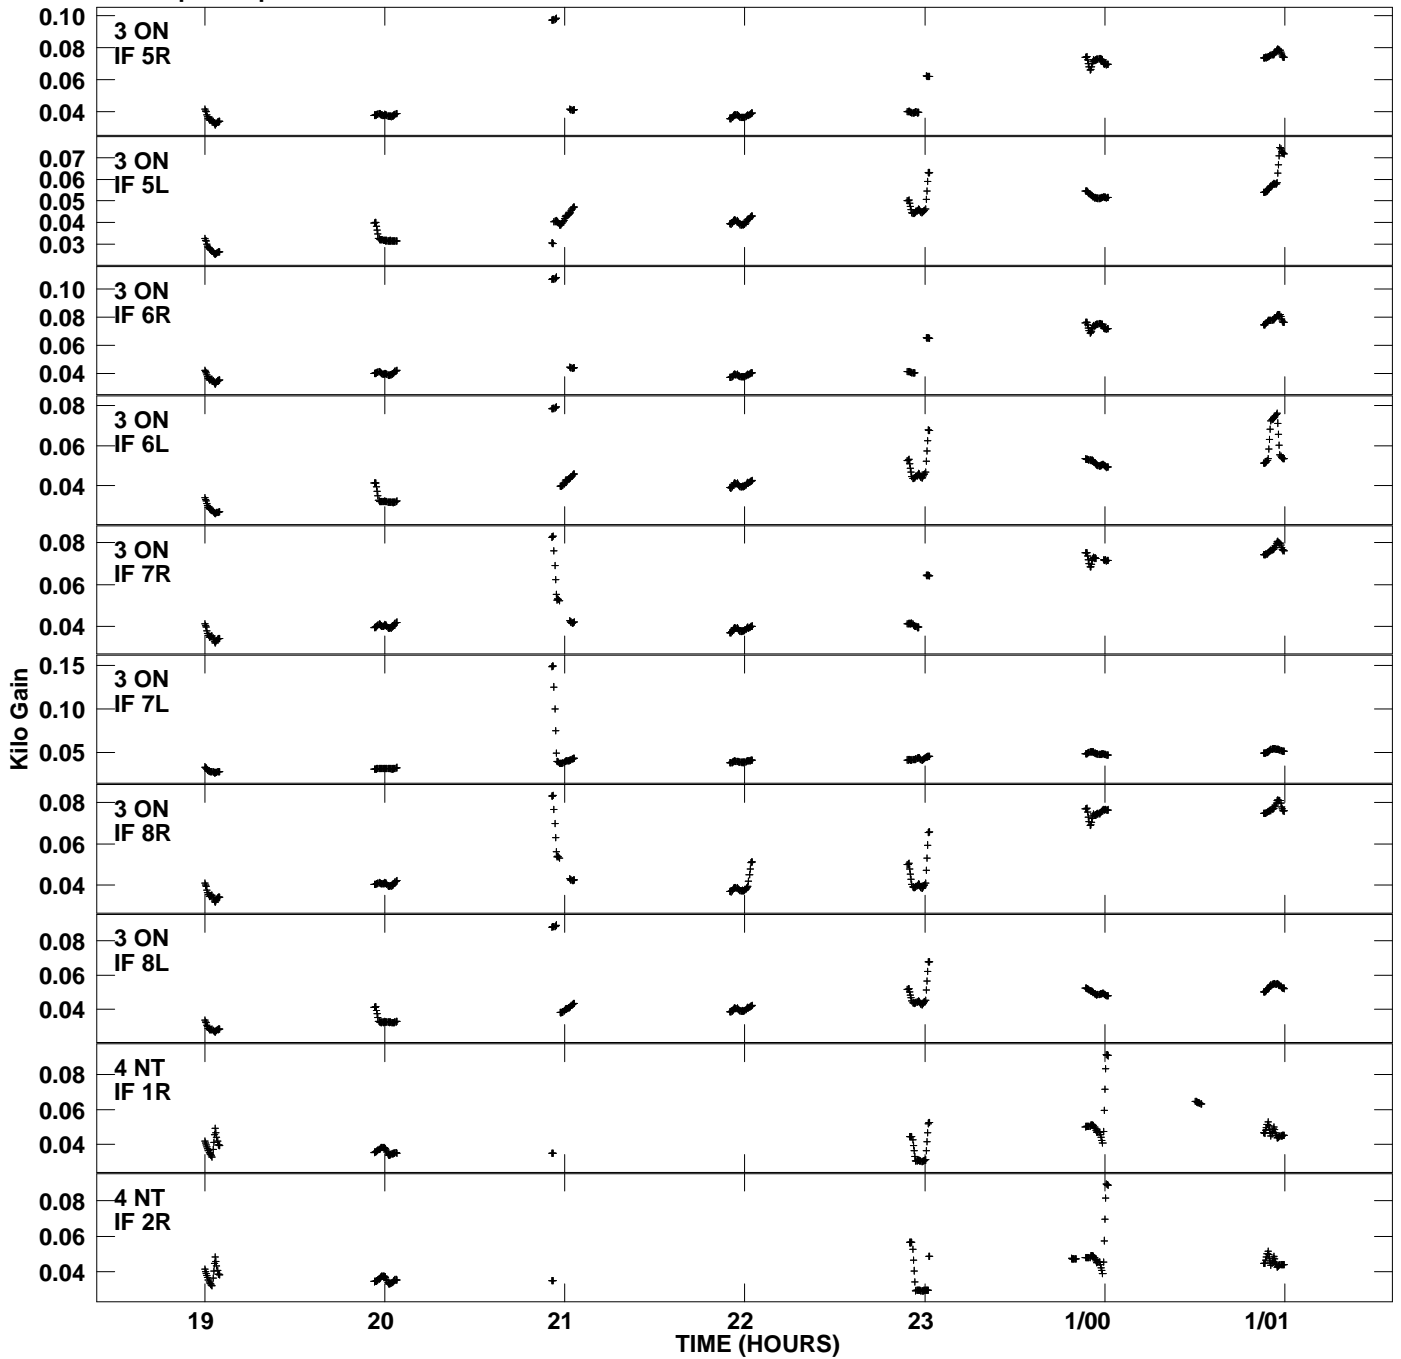 0.10
0.08
0.06
0.04
3 ON
IF 5R
0.07
0.06
0.05
0.04
0.03
3 ON
IF 5L
0.10
0.08
0.06
0.04
3 ON
IF 6R
0.08
0.06
0.04
3 ON
IF 6L
0.08
0.06
0.04
3 ON
IF 7R
0.15
0.10
0.05
3 ON
IF 7L
0.08
0.06
0.04
3 ON
IF 8R
0.08
0.06
0.04
3 ON
IF 8L
0.08
0.06
0.04
4 NT
IF 1R
0.08
0.06
0.04
4 NT
IF 2R
Kilo Gain
19 20 21 22 23 1/00 1/01
TIME (HOURS)